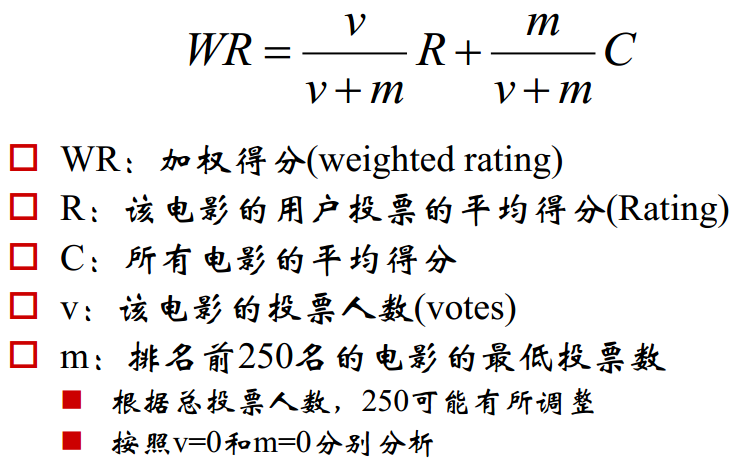 WR = v/(v+m) R + m/(v+m) C
WR：加权得分(weighted rating)
R：该电影的用户投票的平均得分(Rating)
C：所有电影的平均得分
v：该电影的投票人数(votes)
m：排名前250名的电影的最低投票数
根据总投票人数，250可能有所调整
按照v=0和m=0分别分析